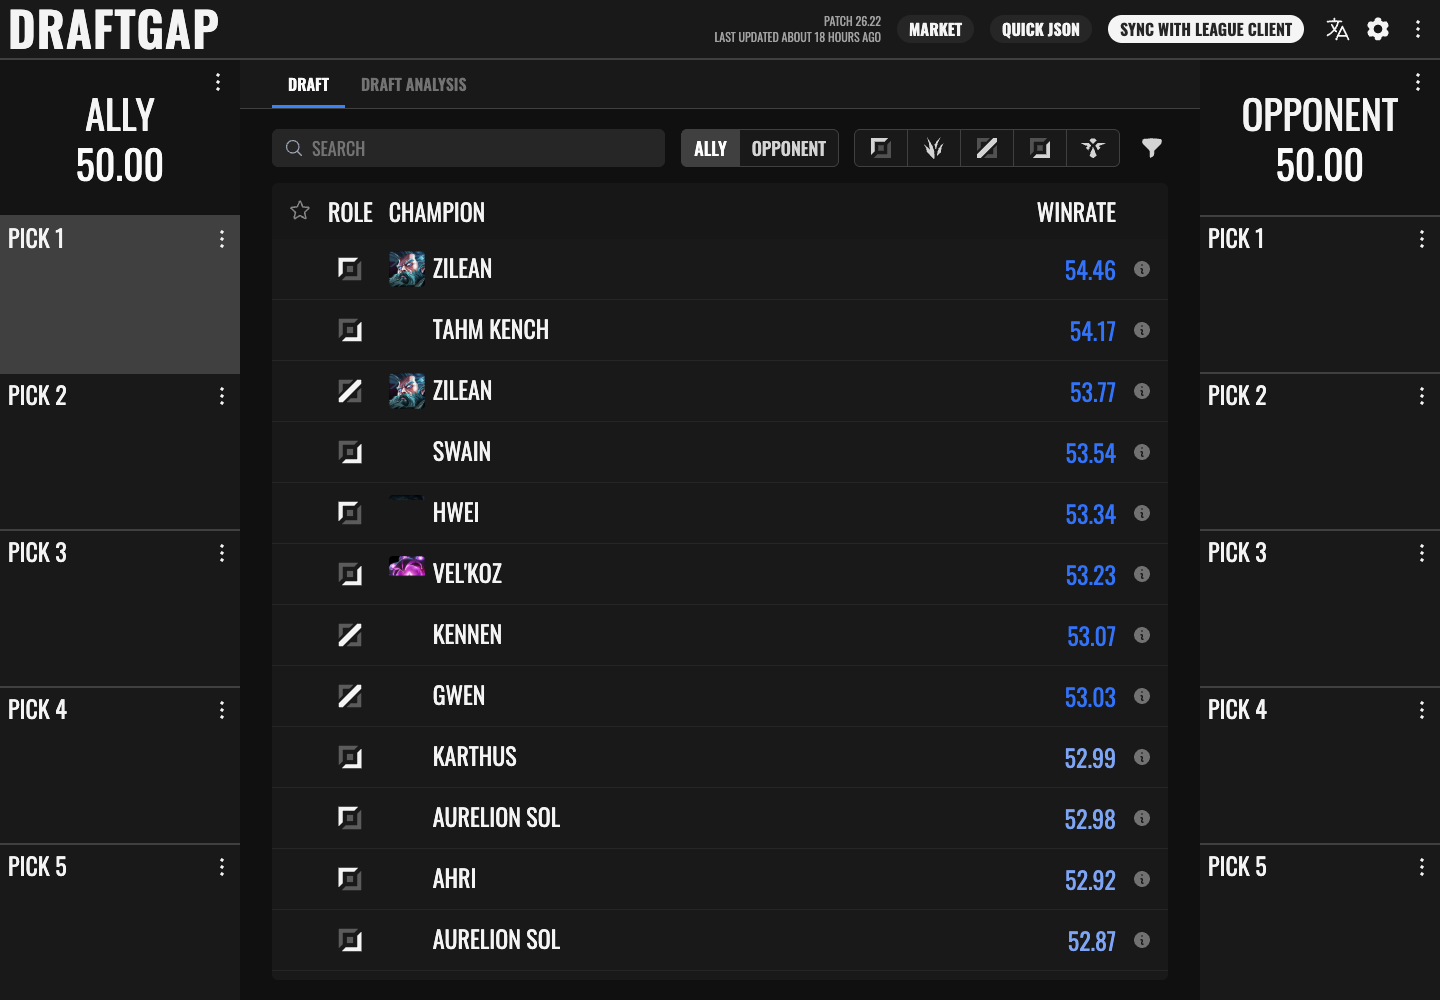 DRAFTGAP
PATCH 26.22
LAST UPDATED ABOUT 18 HOURS AGO
MARKET
QUICK JSON
SYNC WITH LEAGUE CLIENT
ALLY
50.00
PICK 1
PICK 2
PICK 3
PICK 4
PICK 5
DRAFT
DRAFT ANALYSIS
SEARCH
ALLY
OPPONENT
ROLE CHAMPION WINRATE
ZILEAN 54.46
TAHM KENCH 54.17
ZILEAN 53.77
SWAIN 53.54
HWEI 53.34
VEL'KOZ 53.23
KENNEN 53.07
GWEN 53.03
KARTHUS 52.99
AURELION SOL 52.98
AHRI 52.92
AURELION SOL 52.87
OPPONENT
50.00
PICK 1
PICK 2
PICK 3
PICK 4
PICK 5